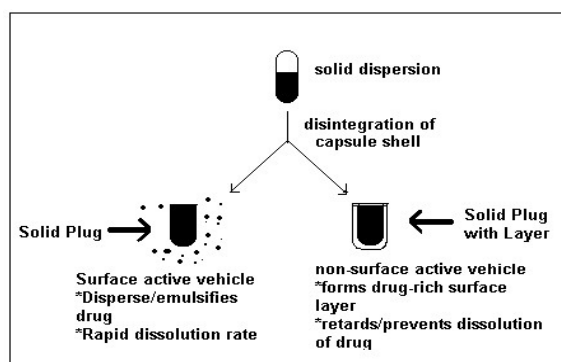 solid dispersion
disintegration of
capsule shell
Solid Plug
Solid Plug
with Layer
Surface active vehicle
*Disperse/emulsifies
drug
*Rapid dissolution rate
non-surface active vehicle
*forms drug-rich surface
layer
*retards/prevents dissolution
of drug